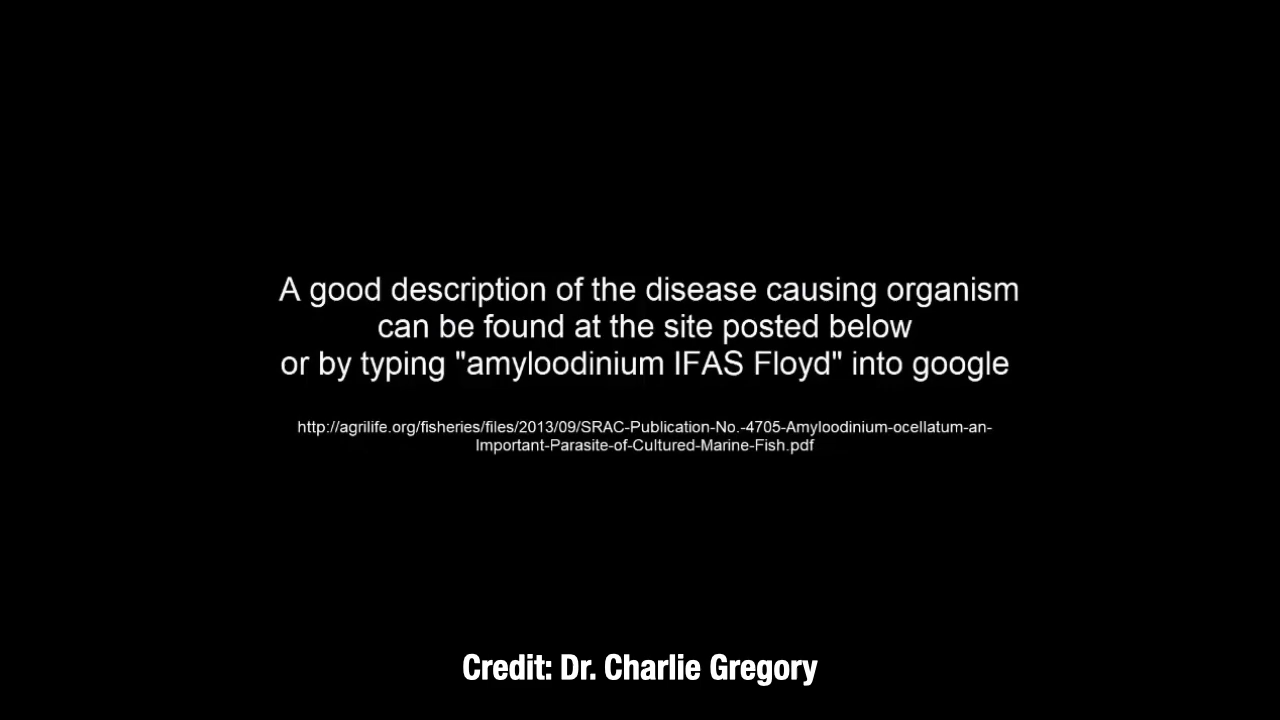 A good description of the disease causing organism
can be found at the site posted below
or by typing "amyloodinium IFAS Floyd" into google
http://agrilife.org/fisheries/files/2013/09/SRAC-Publication-No.-4705-Amyloodinium-ocellatum-an-
Important-Parasite-of-Cultured-Marine-Fish.pdf
Credit: Dr. Charlie Gregory